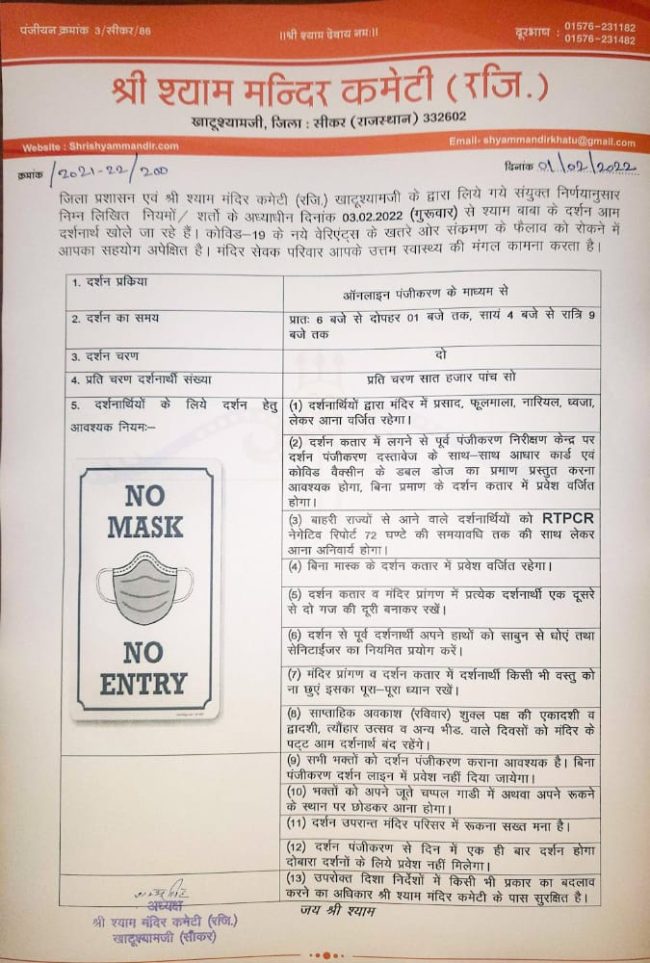 पंजीयन क्रमांक 3/सीकर/86
।।श्री श्याम देवाय नमः।।
दूरभाष : 01576-231182
01576-231482
श्री श्याम मन्दिर कमेटी (रजि.)
खाटूश्यामजी, जिला : सीकर (राजस्थान) 332602
Website : Shrishyammandir.com
Email- shyammandirkhatu@gmail.com
क्रमांक /2021-22/200
दिनांक 01/02/2022
जिला प्रशासन एवं श्री श्याम मंदिर कमेटी (रजि.) खाटूश्यामजी के द्वारा लिये गये संयुक्त निर्णयानुसार
निम्न लिखित नियमों/ शर्तो के अध्याधीन दिनांक 03.02.2022 (गुरूवार) से श्याम बाबा के दर्शन आम
दर्शनार्थ खोले जा रहे हैं। कोविड-19 के नये वेरिएंट्स के खतरे ओर संक्रमण के फैलाव को रोकने में
आपका सहयोग अपेक्षित है। मंदिर सेवक परिवार आपके उत्तम स्वास्थ्य की मंगल कामना करता है।
1. दर्शन प्रकिया
ऑनलाइन पंजीकरण के माध्यम से
2. दर्शन का समय
प्रातः 6 बजे से दोपहर 01 बजे तक, सायं 4 बजे से रात्रि 9
बजे तक
3. दर्शन चरण
दो
4. प्रति चरण दर्शनार्थी संख्या
प्रति चरण सात हजार पांच सो
5. दर्शनार्थियों के लिये दर्शन हेतु
आवश्यक नियमः-
NO
MASK
NO
ENTRY
(1) दर्शनार्थियों द्वारा मंदिर में प्रसाद, फूलमाला, नारियल, ध्वजा,
लेकर आना वर्जित रहेगा।
(2) दर्शन कतार में लगने से पूर्व पंजीकरण निरीक्षण केन्द्र पर
दर्शन पंजीकरण दस्तावेज के साथ-साथ आधार कार्ड एवं
कोविड वैक्सीन के डबल डोज का प्रमाण प्रस्तुत करना
आवश्यक होगा, बिना प्रमाण के दर्शन कतार में प्रवेश वर्जित
होगा।
(3) बाहरी राज्यों से आने वाले दर्शनार्थियों को RTPCR
नेगेटिव रिपोर्ट 72 घण्टे की समयावधि तक की साथ लेकर
आना अनिवार्य होगा।
(4) बिना मास्क के दर्शन कतार में प्रवेश वर्जित रहेगा।
(5) दर्शन कतार व मंदिर प्रांगण में प्रत्येक दर्शनार्थी एक दूसरे
से दो गज की दूरी बनाकर रखें।
(6) दर्शन से पूर्व दर्शनार्थी अपने हाथों को साबुन से धोएं तथा
सेनिटाईजर का नियमित प्रयोग करें।
(7) मंदिर प्रांगण व दर्शन कतार में दर्शनार्थी किसी भी वस्तु को
ना छुएं इसका पूरा-पूरा ध्यान रखें।
(8) साप्ताहिक अवकाश (रविवार) शुक्ल पक्ष की एकादशी व
द्वादशी, त्यौंहार उत्सव व अन्य भीड. वाले दिवसों को मंदिर के
पट्ट आम दर्शनार्थ बंद रहेंगे।
(9) सभी भक्तों को दर्शन पंजीकरण कराना आवश्यक है। बिना
पंजीकरण दर्शन लाइन में प्रवेश नहीं दिया जायेगा।
(10) भक्तों को अपने जूते चप्पल गाडी में अथवा अपने रूकने
के स्थान पर छोडकर आना होगा।
(11) दर्शन उपरान्त मंदिर परिसर में रूकना सख्त मना है।
(12) दर्शन पंजीकरण से दिन में एक ही बार दर्शन होगा
दोबारा दर्शनों के लिये प्रवेश नहीं मिलेगा।
(13) उपरोक्त दिशा निर्देशों में किसी भी प्रकार का बदलाव
करने का अधिकार श्री श्याम मंदिर कमेटी के पास सुरक्षित है।
जय श्री श्याम
अध्यक्ष
श्री श्याम मंदिर कमेटी (रजि.)
खाटूश्यामजी (सीकर)